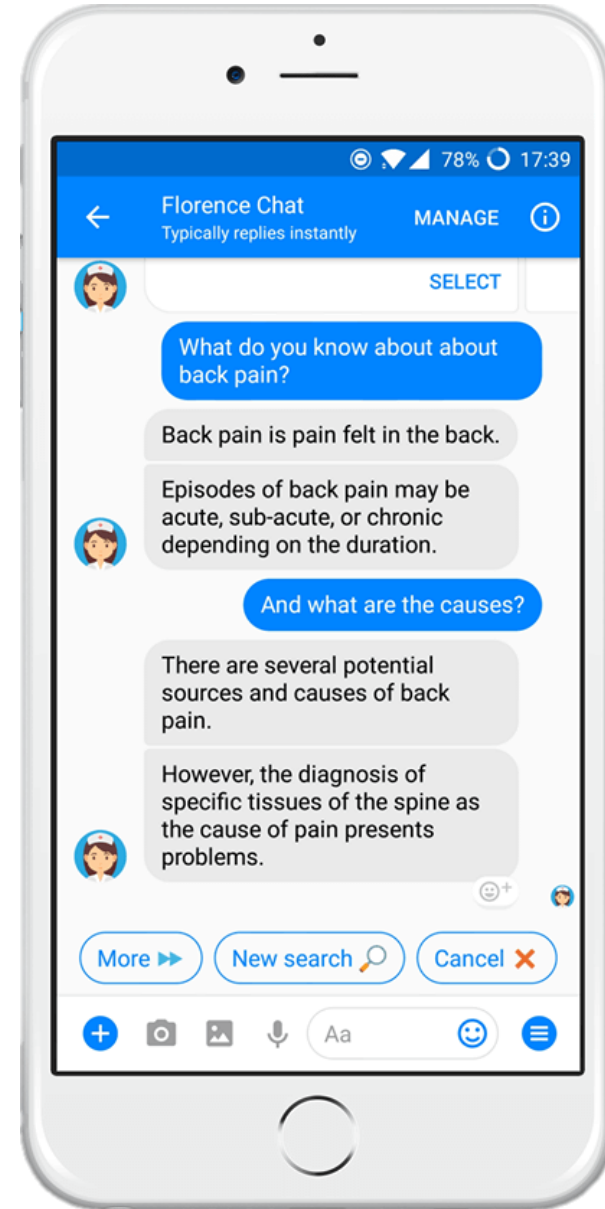 78% 17:39
Florence Chat
Typically replies instantly
MANAGE
SELECT
What do you know about about
back pain?
Back pain is pain felt in the back.
Episodes of back pain may be
acute, sub-acute, or chronic
depending on the duration.
And what are the causes?
There are several potential
sources and causes of back
pain.
However, the diagnosis of
specific tissues of the spine as
the cause of pain presents
problems.
More
New search
Cancel
Aa